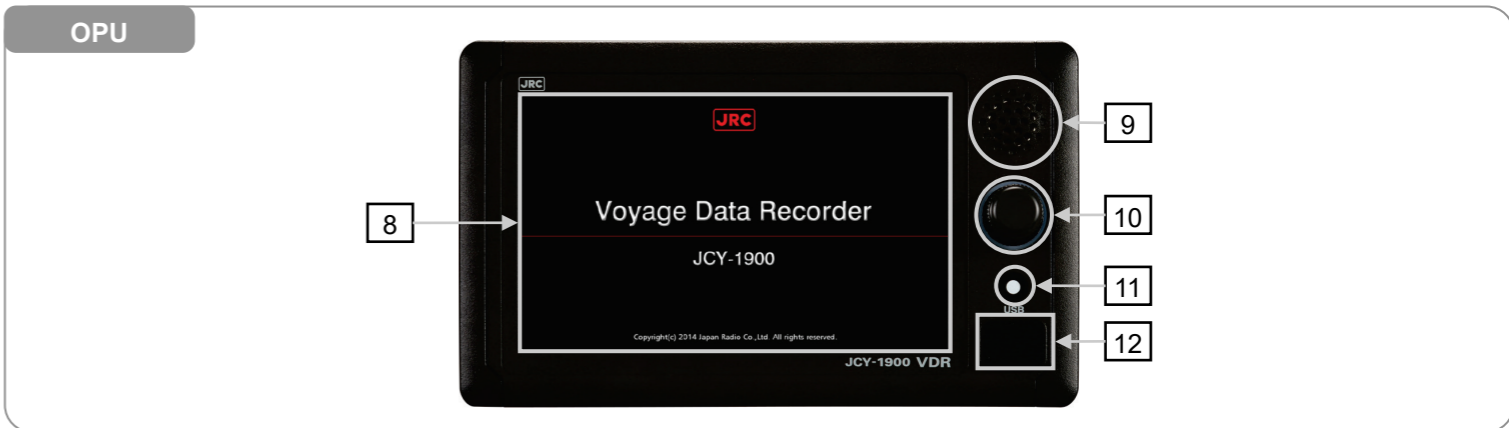 OPU
JRC
JRC
9
8
Voyage Data Recorder
10
JCY-1900
11
USB
Copyright(c) 2014 Japan Radio Co.,Ltd. All rights reserved.
12
JCY-1900 VDR